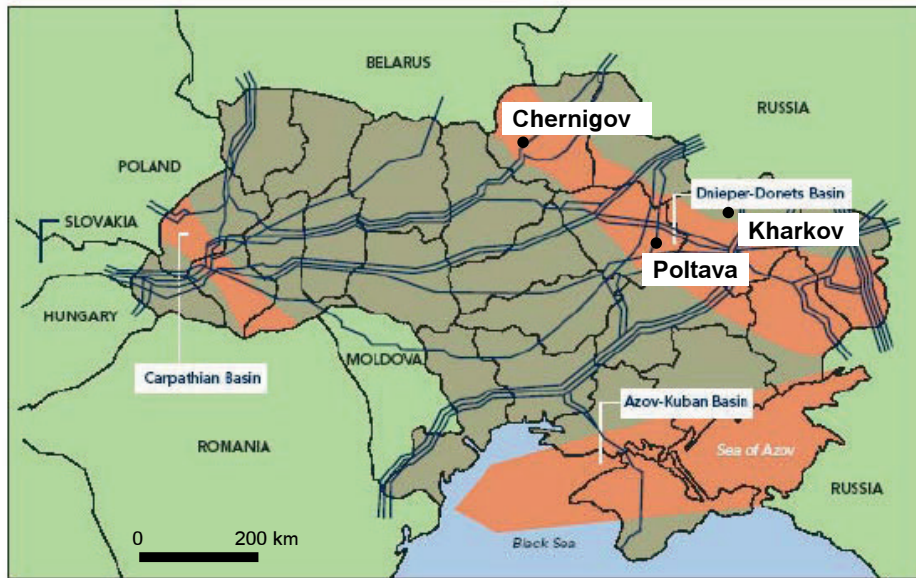 BELARUS
RUSSIA
Chernigov
POLAND
Dnieper-Donets Basin
SLOVAKIA
Kharkov
Poltava
HUNGARY
MOLDOVA
Carpathian Basin
Azov-Kuban Basin
ROMANIA
Sea of Azov
RUSSIA
0 200 km
Black Sea